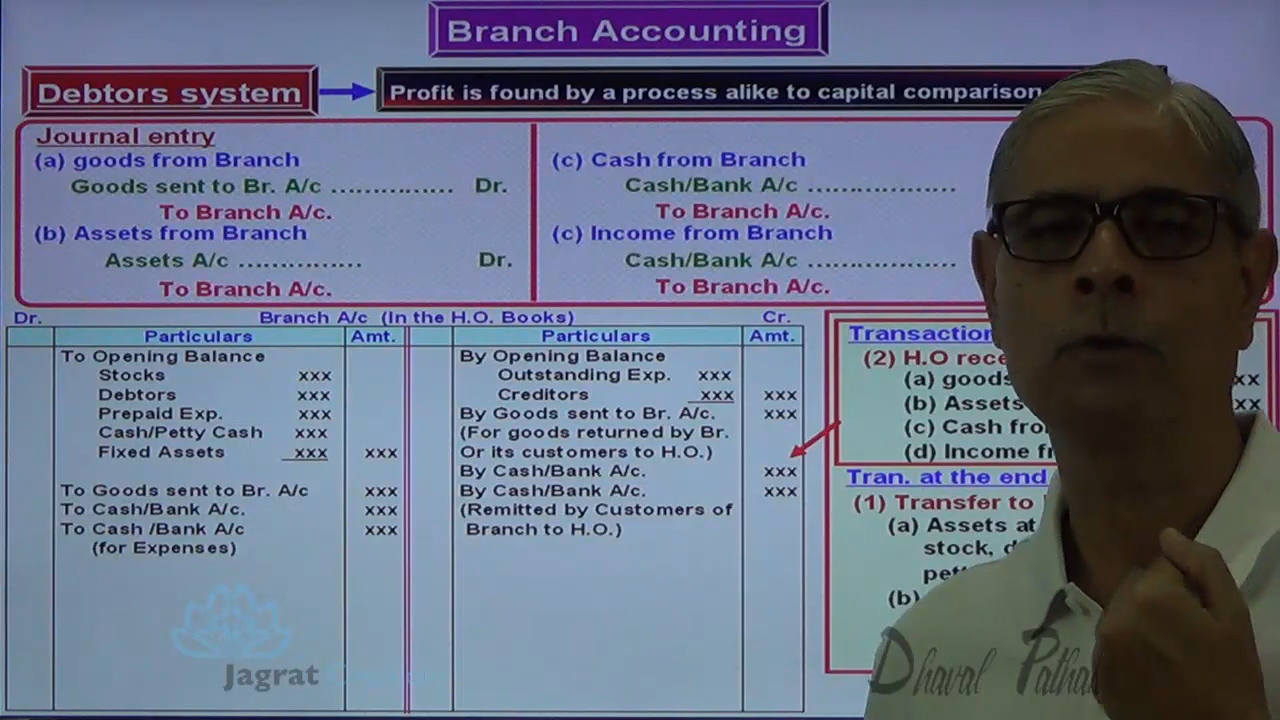 Branch Accounting
Debtors system
Profit is found by a process alike to capital comparison
Journal entry
(a) goods from Branch
Goods sent to Br. A/c ................ Dr.
To Branch A/c.
(b) Assets from Branch
Assets A/c ................ Dr.
To Branch A/c.
(c) Cash from Branch
Cash/Bank A/c ...................
To Branch A/c.
(c) Income from Branch
Cash/Bank A/c ...................
To Branch A/c.
Dr. Branch A/c (In the H.O. Books) Cr.
Particulars Amt. Particulars Amt.
To Opening Balance
Stocks xxx
Debtors xxx
Prepaid Exp. xxx
Cash/Petty Cash xxx
Fixed Assets xxx xxx
To Goods sent to Br. A/c xxx
To Cash/Bank A/c. xxx
To Cash /Bank A/c xxx
(for Expenses)
By Opening Balance
Outstanding Exp. xxx
Creditors xxx xxx
By Goods sent to Br. A/c. xxx
(For goods returned by Br.
Or its customers to H.O.)
By Cash/Bank A/c. xxx
By Cash/Bank A/c. xxx
(Remitted by Customers of
Branch to H.O.)
Transaction
(2) H.O rece
(a) goods xx
(b) Assets xx
(c) Cash fro
(d) Income fr
Tran. at the end
(1) Transfer to
(a) Assets at
stock, d
pet
(b)
Jagrat
Dhaval Patha